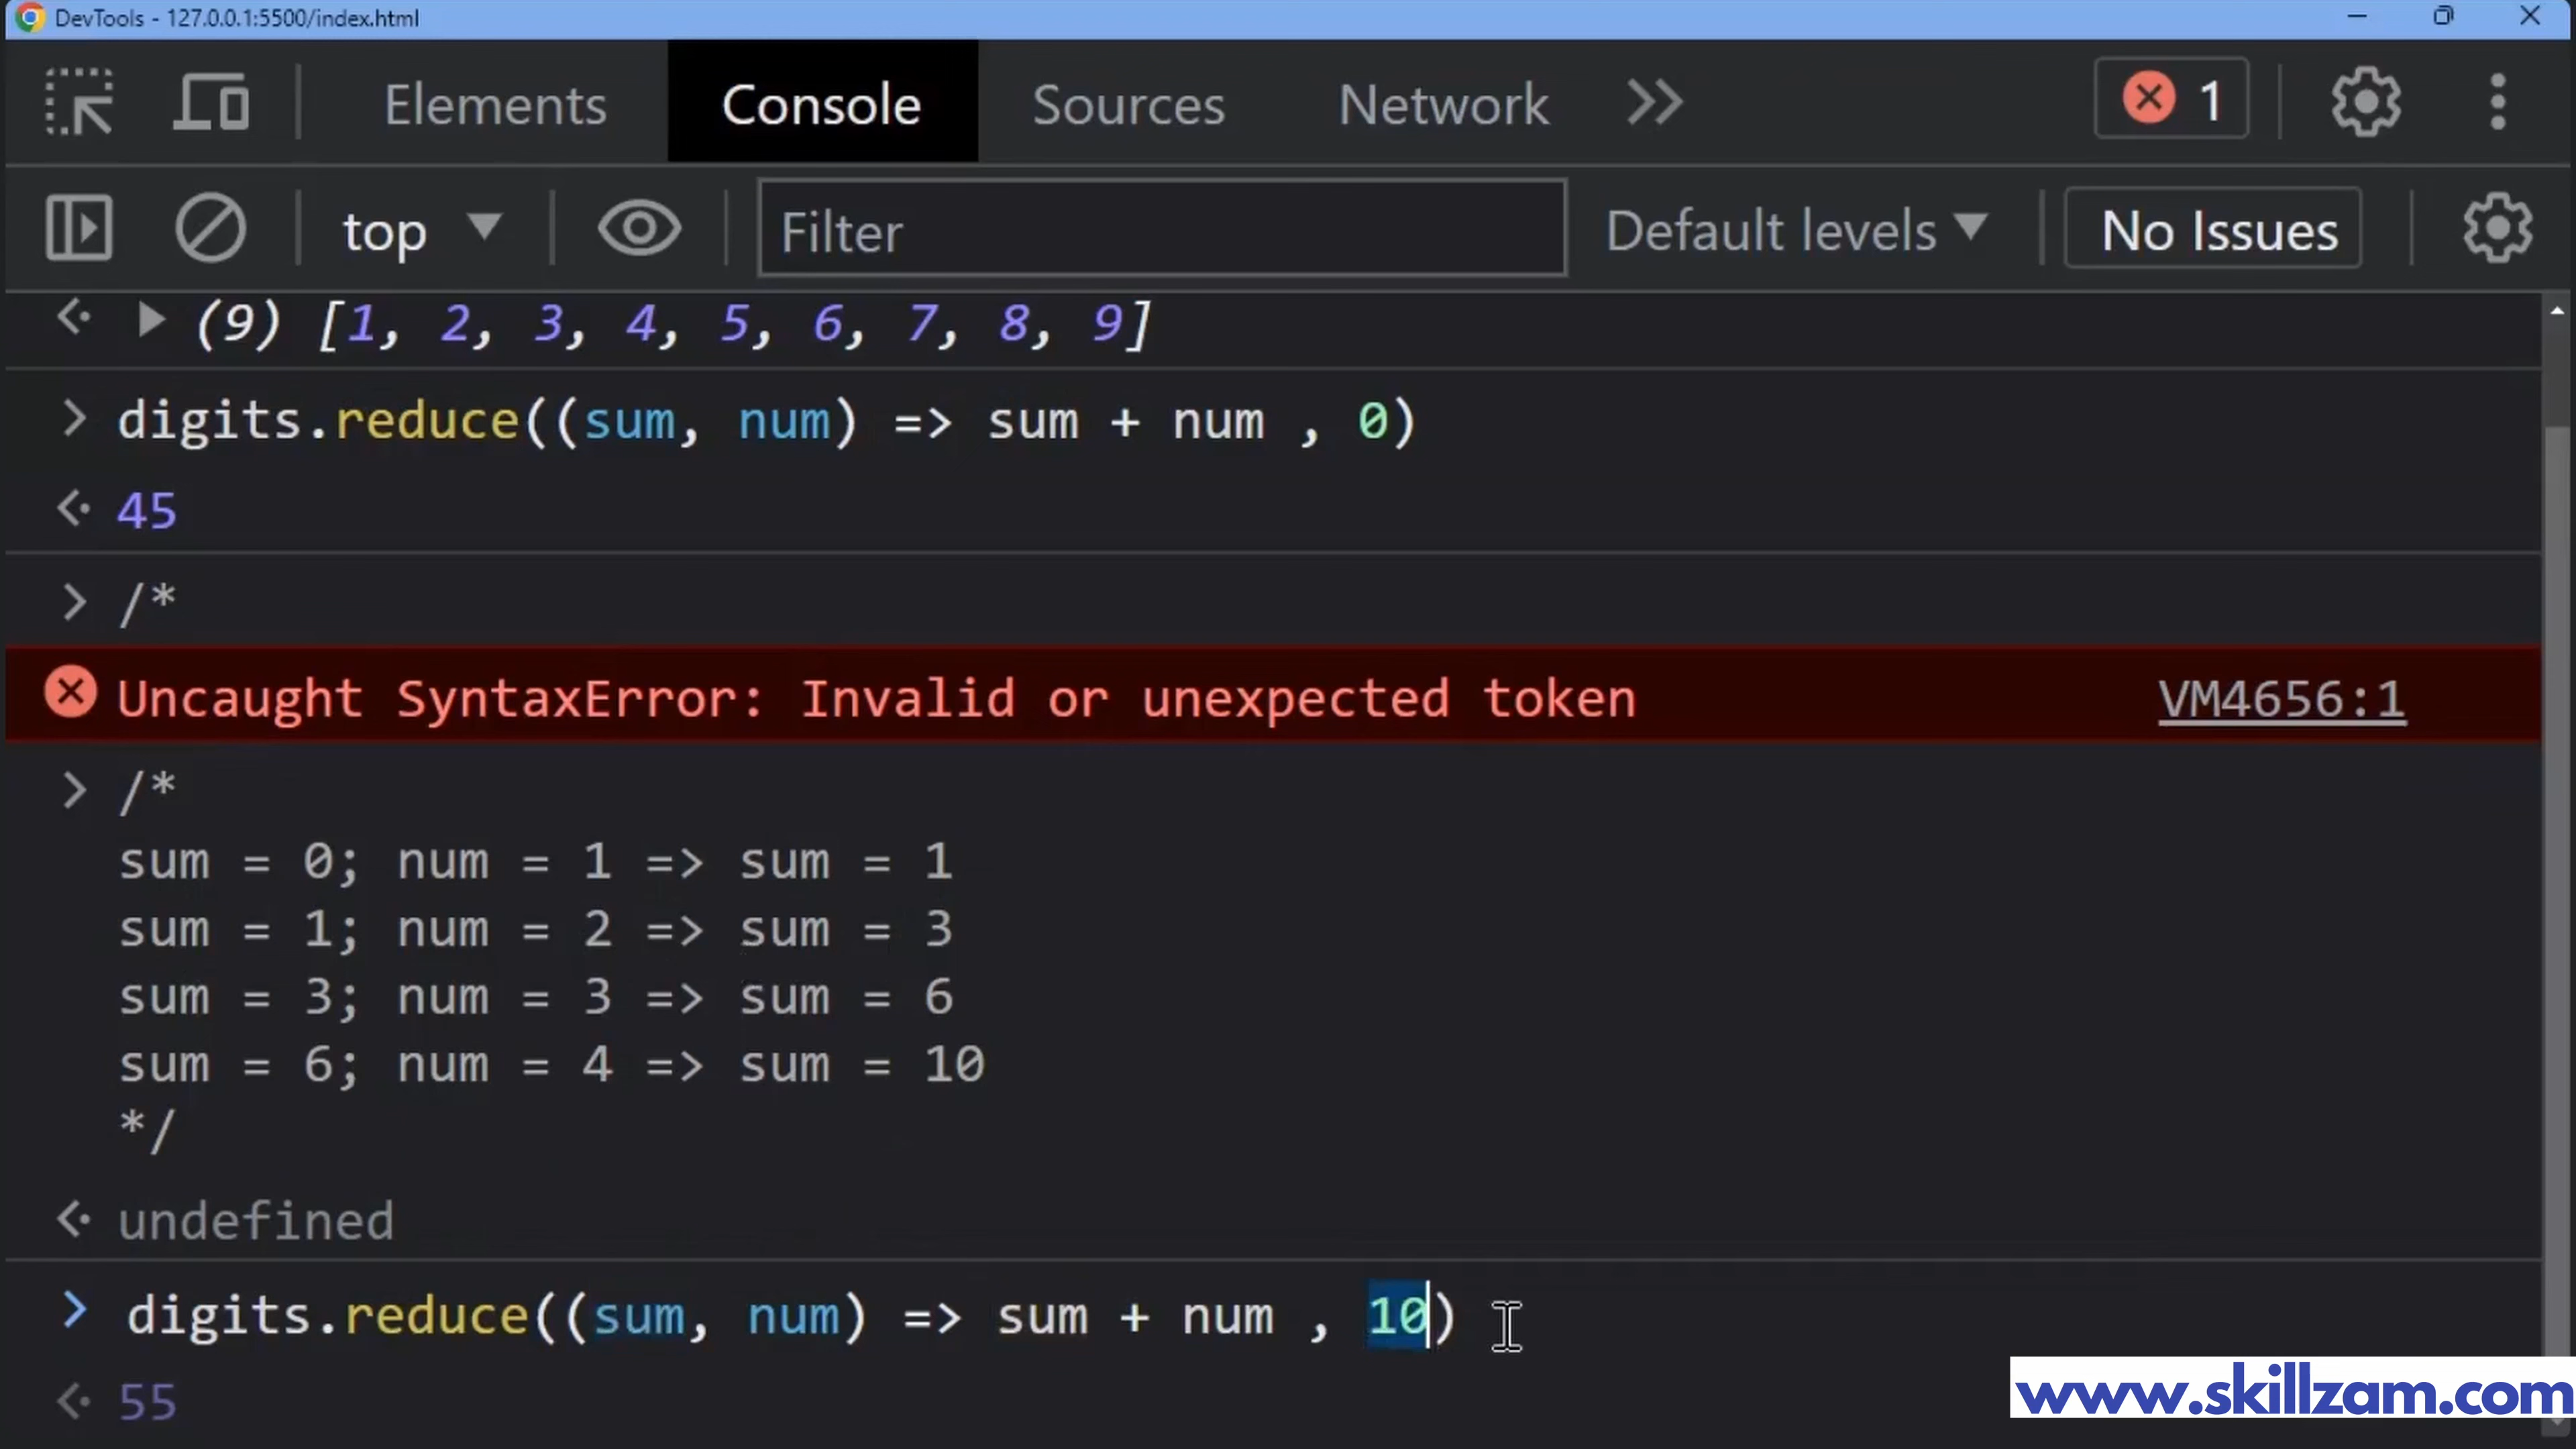 DevTools - 127.0.0.1:5500/index.html
Elements Console Sources Network 1
top Filter Default levels No Issues
(9) [1, 2, 3, 4, 5, 6, 7, 8, 9]
> digits.reduce((sum, num) => sum + num , 0)
45
> /*
Uncaught SyntaxError: Invalid or unexpected token VM4656:1
> /*
sum = 0; num = 1 => sum = 1
sum = 1; num = 2 => sum = 3
sum = 3; num = 3 => sum = 6
sum = 6; num = 4 => sum = 10
*/
undefined
> digits.reduce((sum, num) => sum + num , 10)
55
www.skillzam.com